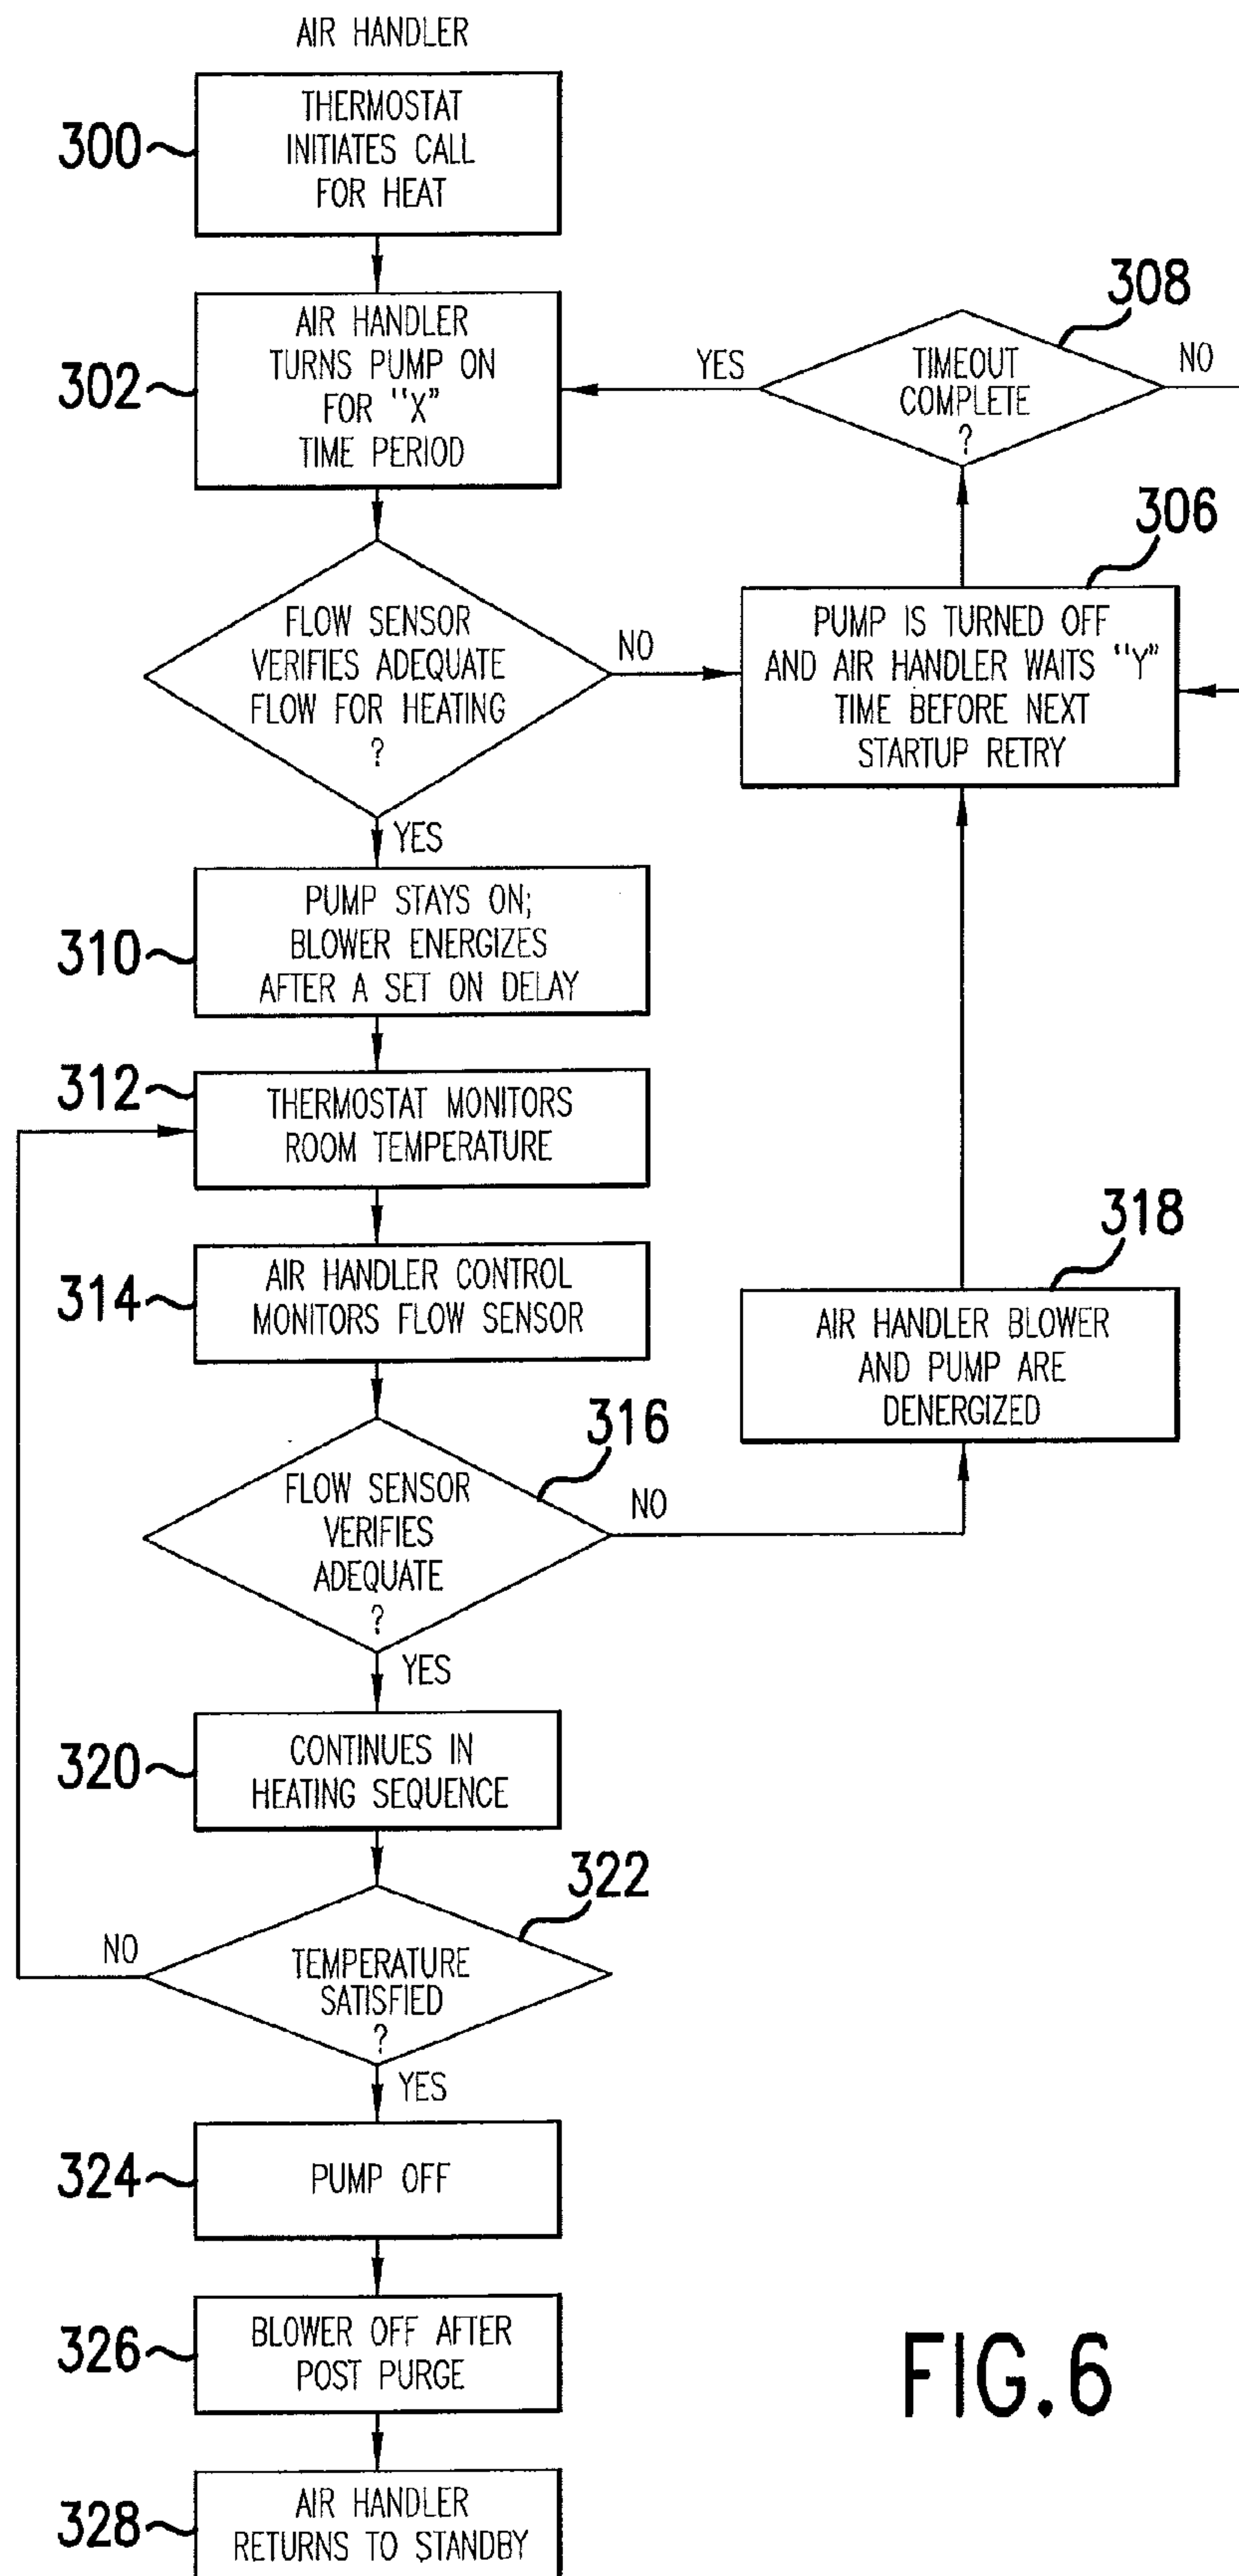 AIR HANDLER
300
THERMOSTAT
INITIATES CALL
FOR HEAT
302
AIR HANDLER
TURNS PUMP ON
FOR "X"
TIME PERIOD
YES
TIMEOUT
COMPLETE
?
308
NO
FLOW SENSOR
VERIFIES ADEQUATE
FLOW FOR HEATING
?
NO
306
PUMP IS TURNED OFF
AND AIR HANDLER WAITS "Y"
TIME BEFORE NEXT
STARTUP RETRY
YES
310
PUMP STAYS ON;
BLOWER ENERGIZES
AFTER A SET ON DELAY
312
THERMOSTAT MONITORS
ROOM TEMPERATURE
314
AIR HANDLER CONTROL
MONITORS FLOW SENSOR
318
AIR HANDLER BLOWER
AND PUMP ARE
DENERGIZED
316
FLOW SENSOR
VERIFIES
ADEQUATE
?
NO
YES
320
CONTINUES IN
HEATING SEQUENCE
322
NO
TEMPERATURE
SATISFIED
?
YES
324
PUMP OFF
326
BLOWER OFF AFTER
POST PURGE
328
AIR HANDLER
RETURNS TO STANDBY
FIG.6